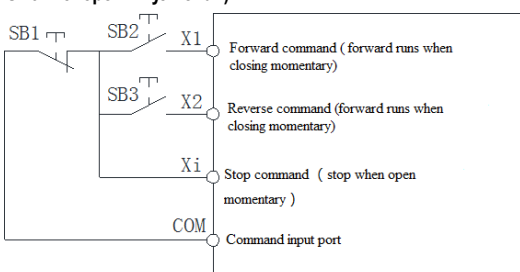 SB1
SB2
X1
Forward command ( forward runs when
closing momentary)
SB3
X2
Reverse command (forward runs when
closing momentary)
Xi
Stop command ( stop when open
momentary )
COM
Command input port